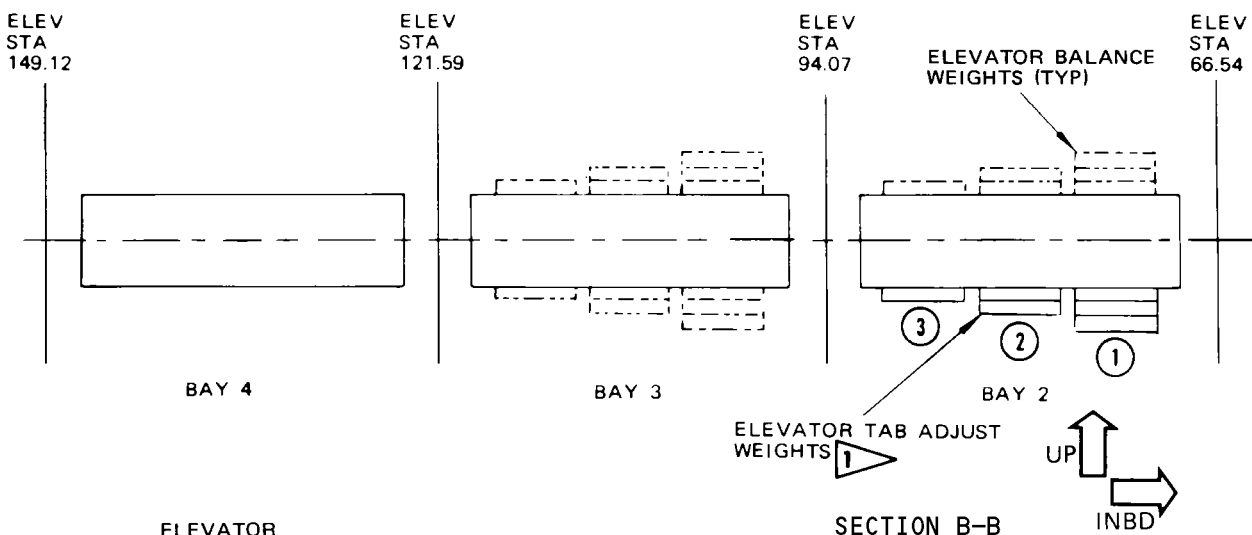 ELEV
STA
149.12
ELEV
STA
121.59
ELEV
STA
94.07
ELEV
STA
66.54
ELEVATOR BALANCE
WEIGHTS (TYP)
3
2
1
BAY 4
BAY 3
BAY 2
ELEVATOR TAB ADJUST
WEIGHTS 1
UP
INBD
SECTION B-B
ELEVATOR